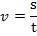 v = s/t